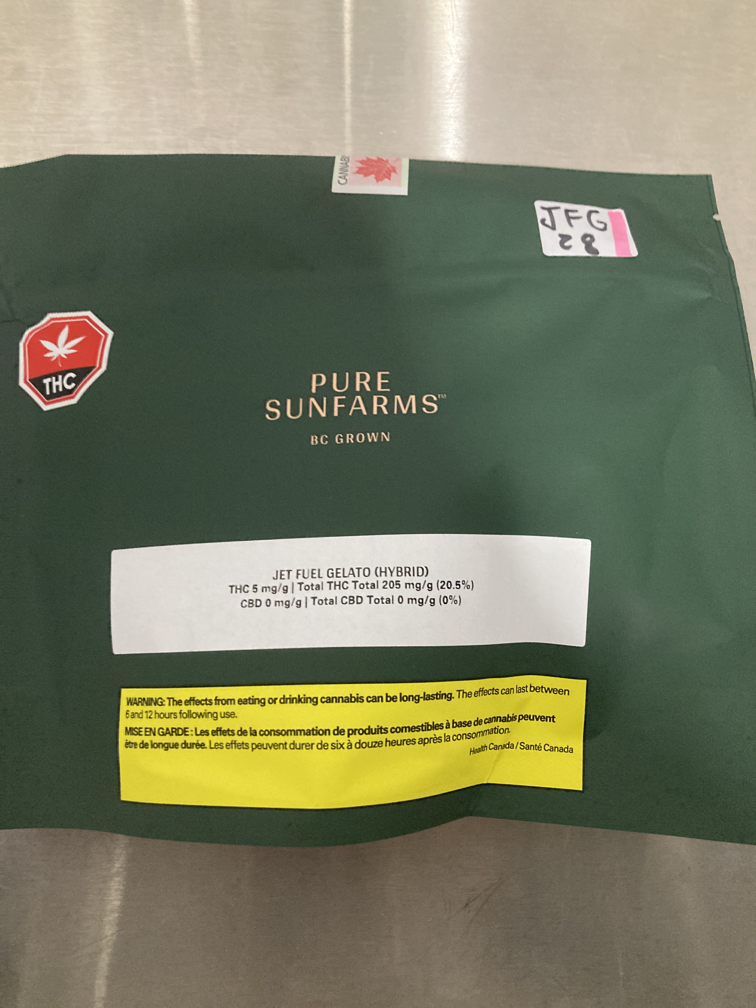 CANNABI
JFG
28
THC
PURE
SUNFARMS™
BC GROWN
JET FUEL GELATO (HYBRID)
THC 5 mg/g | Total THC Total 205 mg/g (20.5%)
CBD 0 mg/g | Total CBD Total 0 mg/g (0%)
WARNING: The effects from eating or drinking cannabis can be long-lasting. The effects can last between
6 and 12 hours following use.
MISE EN GARDE : Les effets de la consommation de produits comestibles à base de cannabis peuvent
être de longue durée. Les effets peuvent durer de six à douze heures après la consommation.
Health Canada / Santé Canada